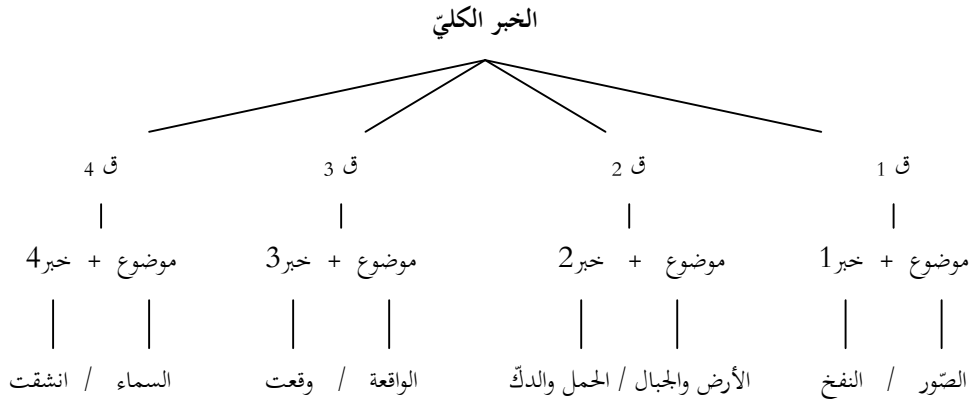 الخبر الكليّ
ق 1 ق 2 ق 3 ق 4
موضوع + خبر1 موضوع + خبر2 موضوع + خبر3 موضوع + خبر4
الصّور / النفخ الأرض والجبال / الحمل والدكّ الواقعة / وقعت السماء / انشقت